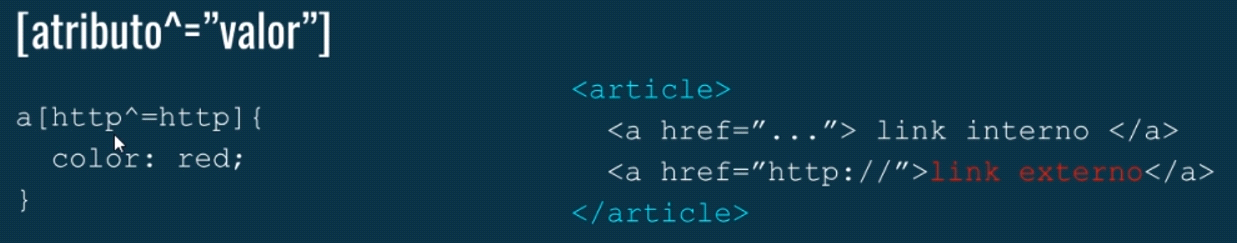 [atributo^=”valor”]
a[http^=http]{
color: red;
}
<article>
<a href=”...”> link interno </a>
<a href=”http://”>link externo</a>
</article>